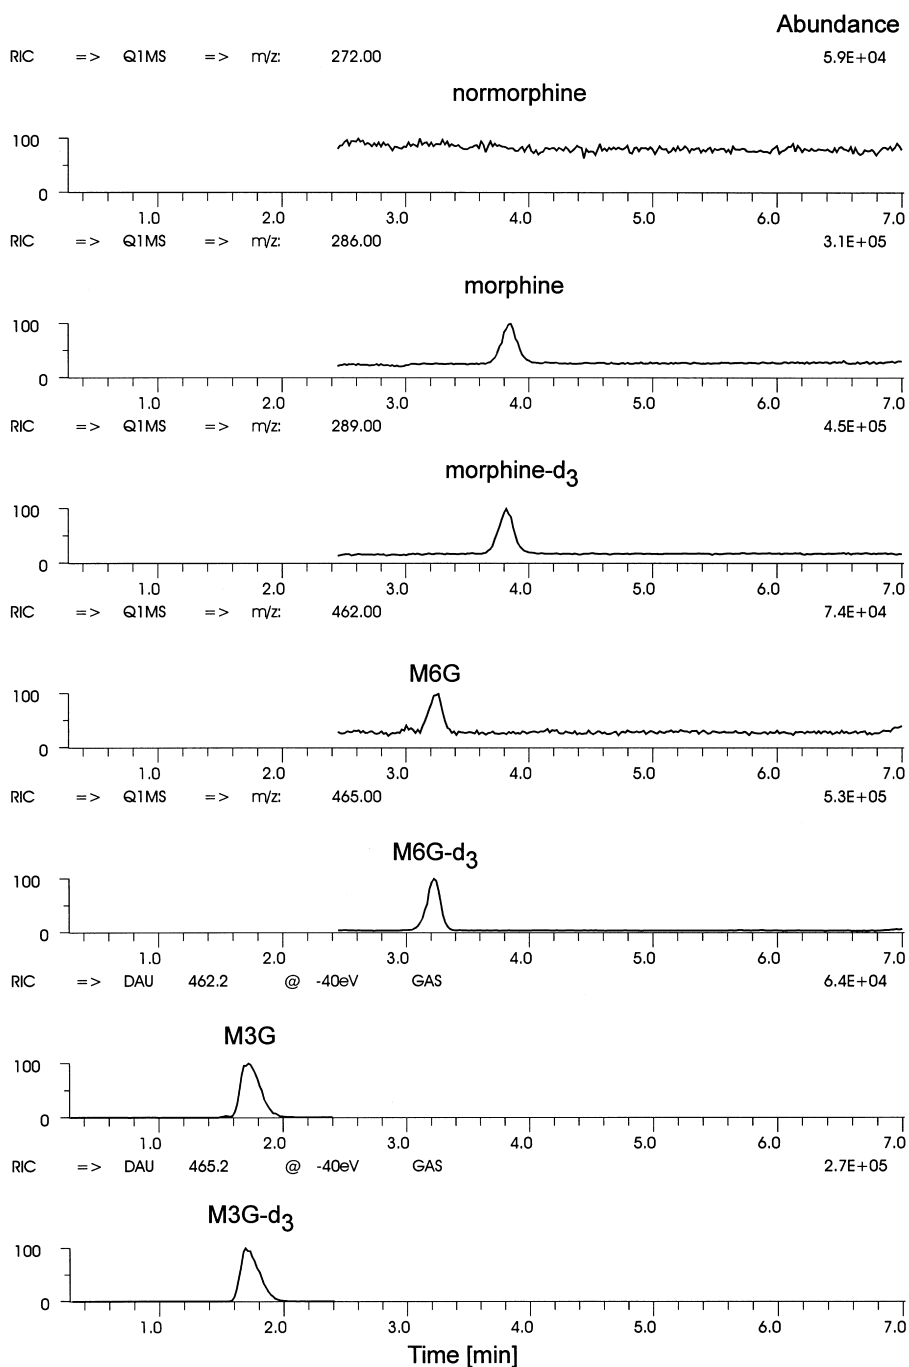 Abundance
RIC => Q1MS => m/z: 272.00 5.9E+04
normorphine
100
0
1.0 2.0 3.0 4.0 5.0 6.0 7.0
RIC => Q1MS => m/z: 286.00 3.1E+05
morphine
100
0
1.0 2.0 3.0 4.0 5.0 6.0 7.0
RIC => Q1MS => m/z: 289.00 4.5E+05
morphine-d3
100
0
1.0 2.0 3.0 4.0 5.0 6.0 7.0
RIC => Q1MS => m/z: 462.00 7.4E+04
M6G
100
0
1.0 2.0 3.0 4.0 5.0 6.0 7.0
RIC => Q1MS => m/z: 465.00 5.3E+05
M6G-d3
100
0
1.0 2.0 3.0 4.0 5.0 6.0 7.0
RIC => DAU 462.2 @ -40eV GAS 6.4E+04
M3G
100
0
1.0 2.0 3.0 4.0 5.0 6.0 7.0
RIC => DAU 465.2 @ -40eV GAS 2.7E+05
M3G-d3
100
0
1.0 2.0 3.0 4.0 5.0 6.0 7.0
Time [min]